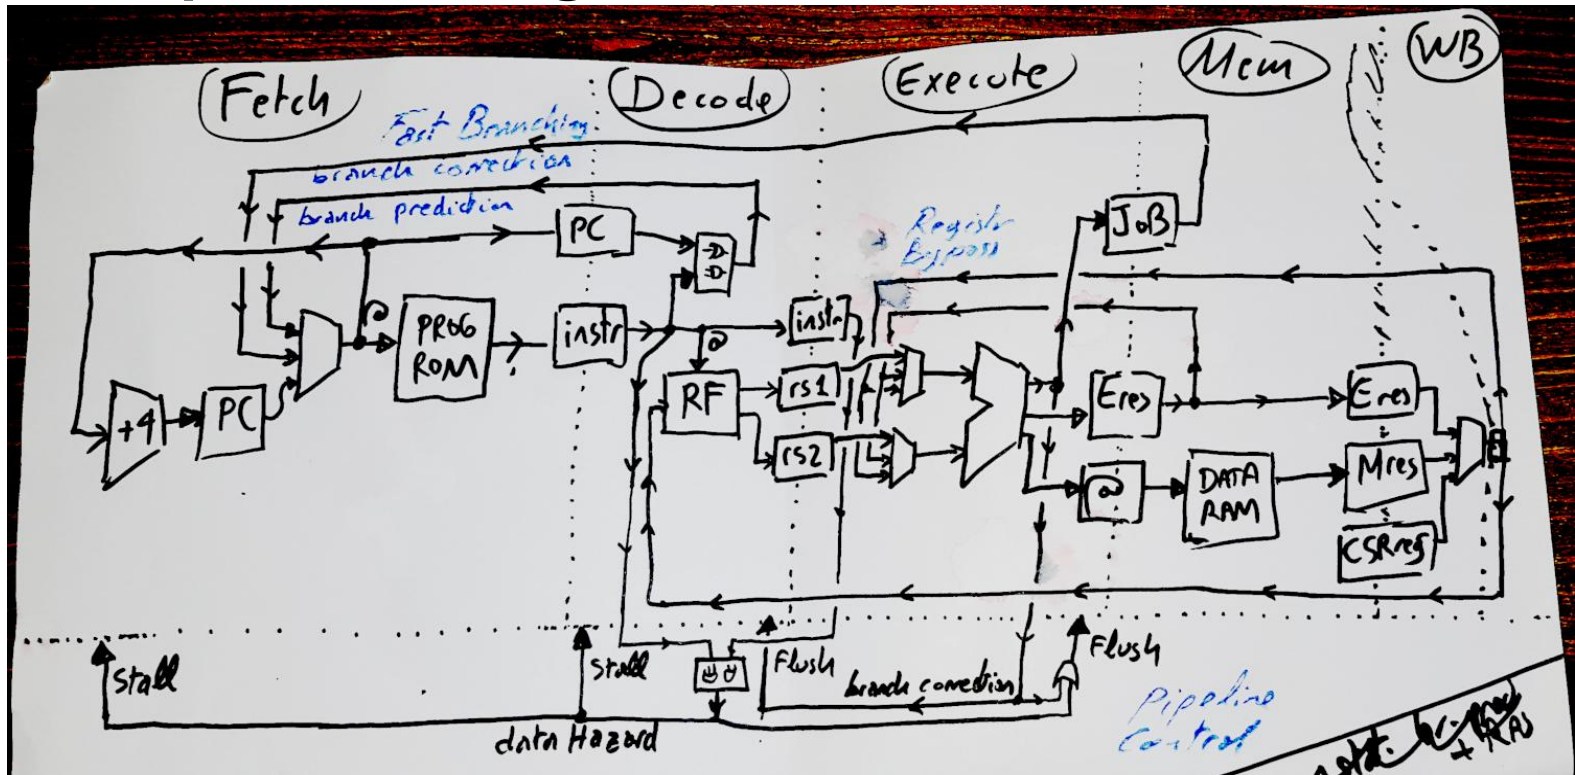 Fetch
Decode
Execute
Mem
WB
Fast Branching
branch correction
branch prediction
PC
JoB
Registr
Bypass
@
PROG
ROM
?
instr
@
instr
+4
PC
RF
rs1
rs2
Eres
Eres
@
DATA
RAM
Mres
CSRreg
Stall
Stall
Flush
Flush
branch correction
data Hazard
Pipeline
Control
+ RAS